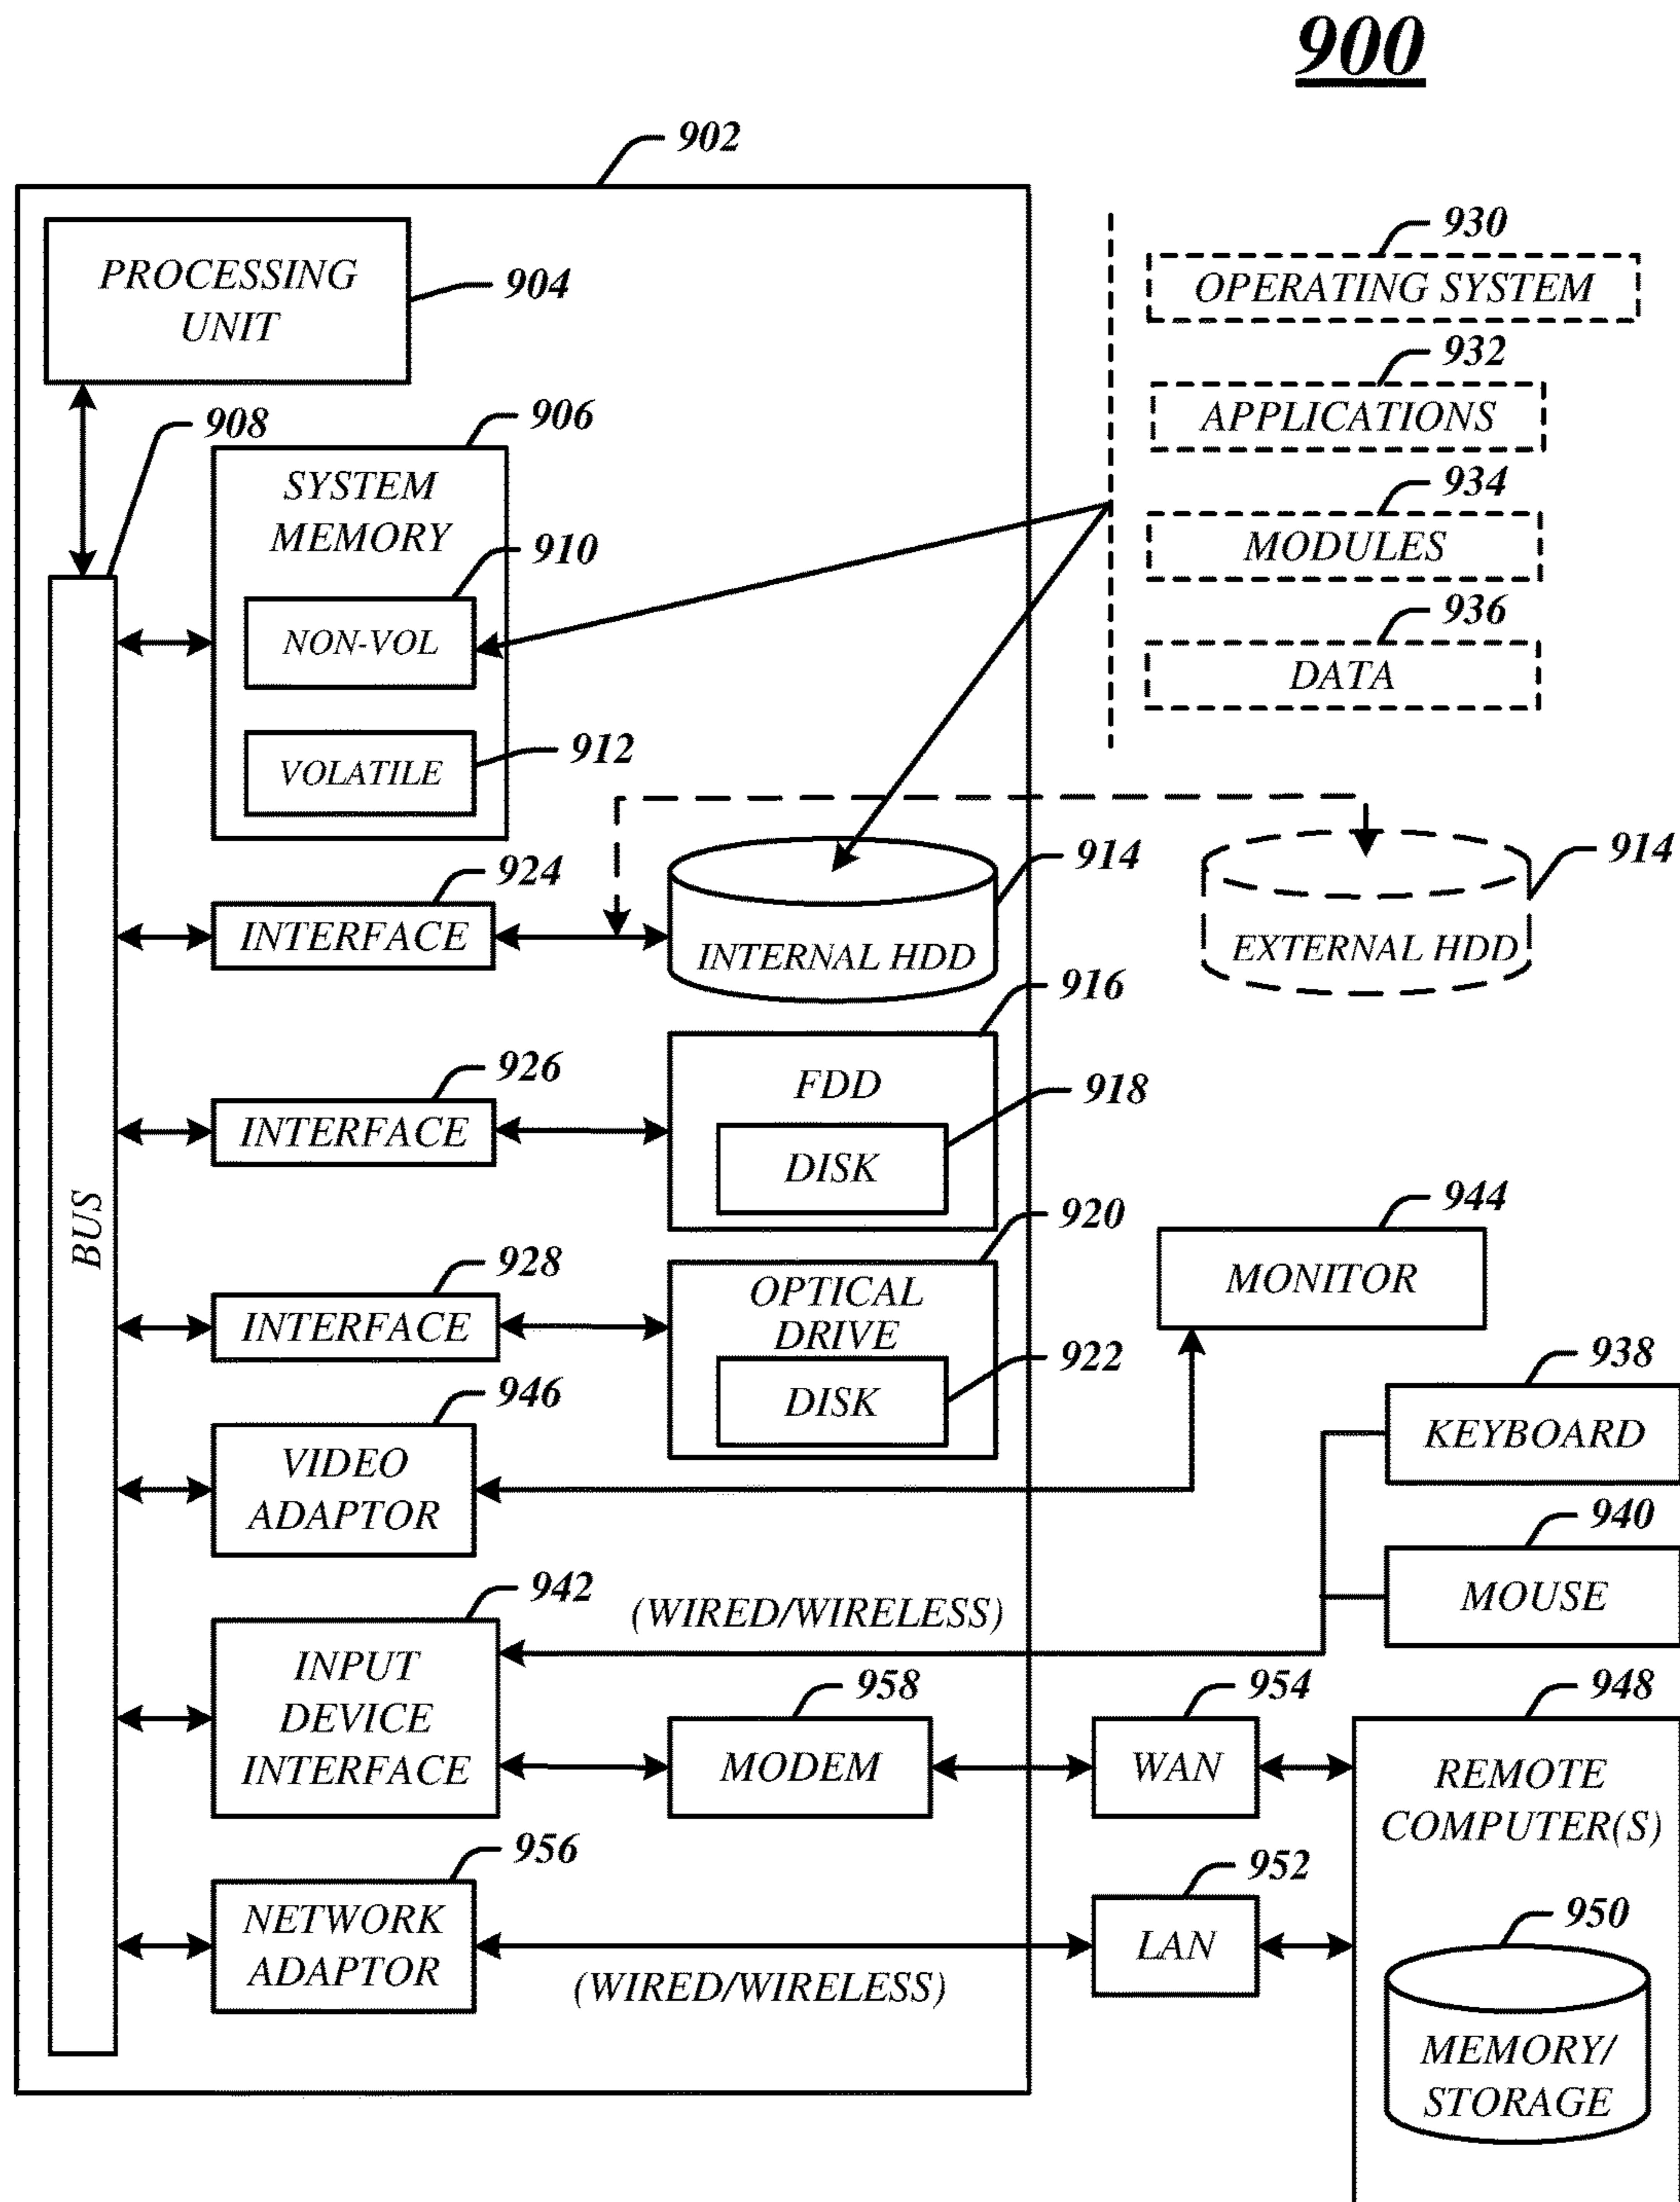 900
902
PROCESSING
UNIT
904
930
OPERATING SYSTEM
932
APPLICATIONS
934
MODULES
936
DATA
908
906
SYSTEM
MEMORY
910
NON-VOL
912
VOLATILE
924
INTERFACE
914
INTERNAL HDD
914
EXTERNAL HDD
916
FDD
918
DISK
926
INTERFACE
BUS
928
INTERFACE
920
OPTICAL
DRIVE
922
DISK
944
MONITOR
946
VIDEO
ADAPTOR
938
KEYBOARD
940
MOUSE
942
(WIRED/WIRELESS)
INPUT
DEVICE
INTERFACE
958
MODEM
954
WAN
948
REMOTE
COMPUTER(S)
956
NETWORK
ADAPTOR
(WIRED/WIRELESS)
952
LAN
950
MEMORY/
STORAGE